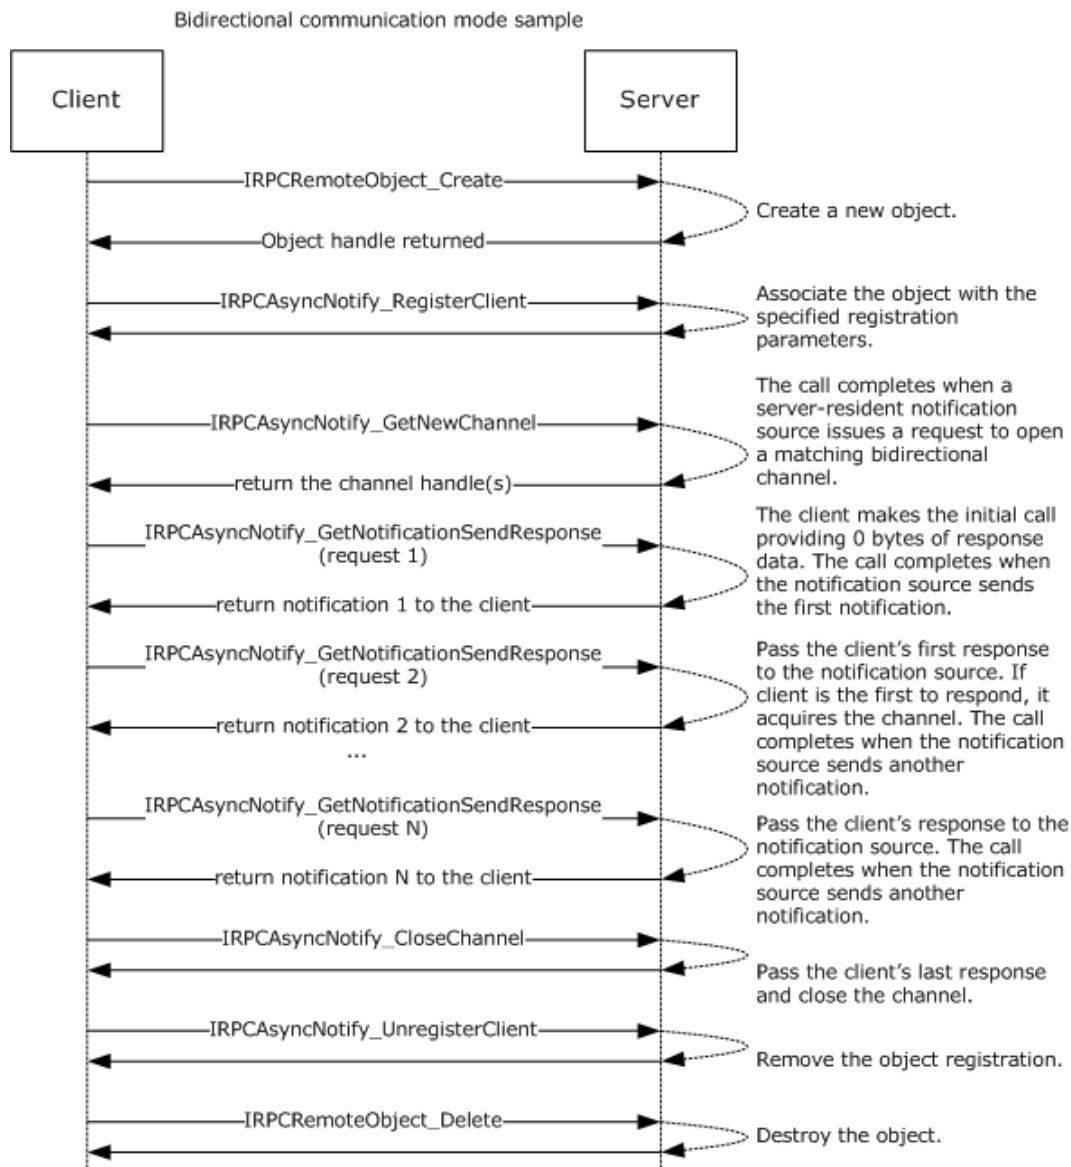 Bidirectional communication mode sample
Client
Server
IRPCRemoteObject_Create
Create a new object.
Object handle returned
IRPCAsyncNotify_RegisterClient
Associate the object with the
specified registration
parameters.
The call completes when a
server-resident notification
source issues a request to open
a matching bidirectional
channel.
IRPCAsyncNotify_GetNewChannel
return the channel handle(s)
The client makes the initial call
providing 0 bytes of response
data. The call completes when
the notification source sends
the first notification.
IRPCAsyncNotify_GetNotificationSendResponse
(request 1)
return notification 1 to the client
IRPCAsyncNotify_GetNotificationSendResponse
(request 2)
Pass the client’s first response
to the notification source. If
client is the first to respond, it
acquires the channel. The call
completes when the notification
source sends another
notification.
return notification 2 to the client
...
IRPCAsyncNotify_GetNotificationSendResponse
(request N)
Pass the client’s response to the
notification source. The call
completes when the notification
source sends another
notification.
return notification N to the client
IRPCAsyncNotify_CloseChannel
Pass the client’s last response
and close the channel.
IRPCAsyncNotify_UnregisterClient
Remove the object registration.
IRPCRemoteObject_Delete
Destroy the object.